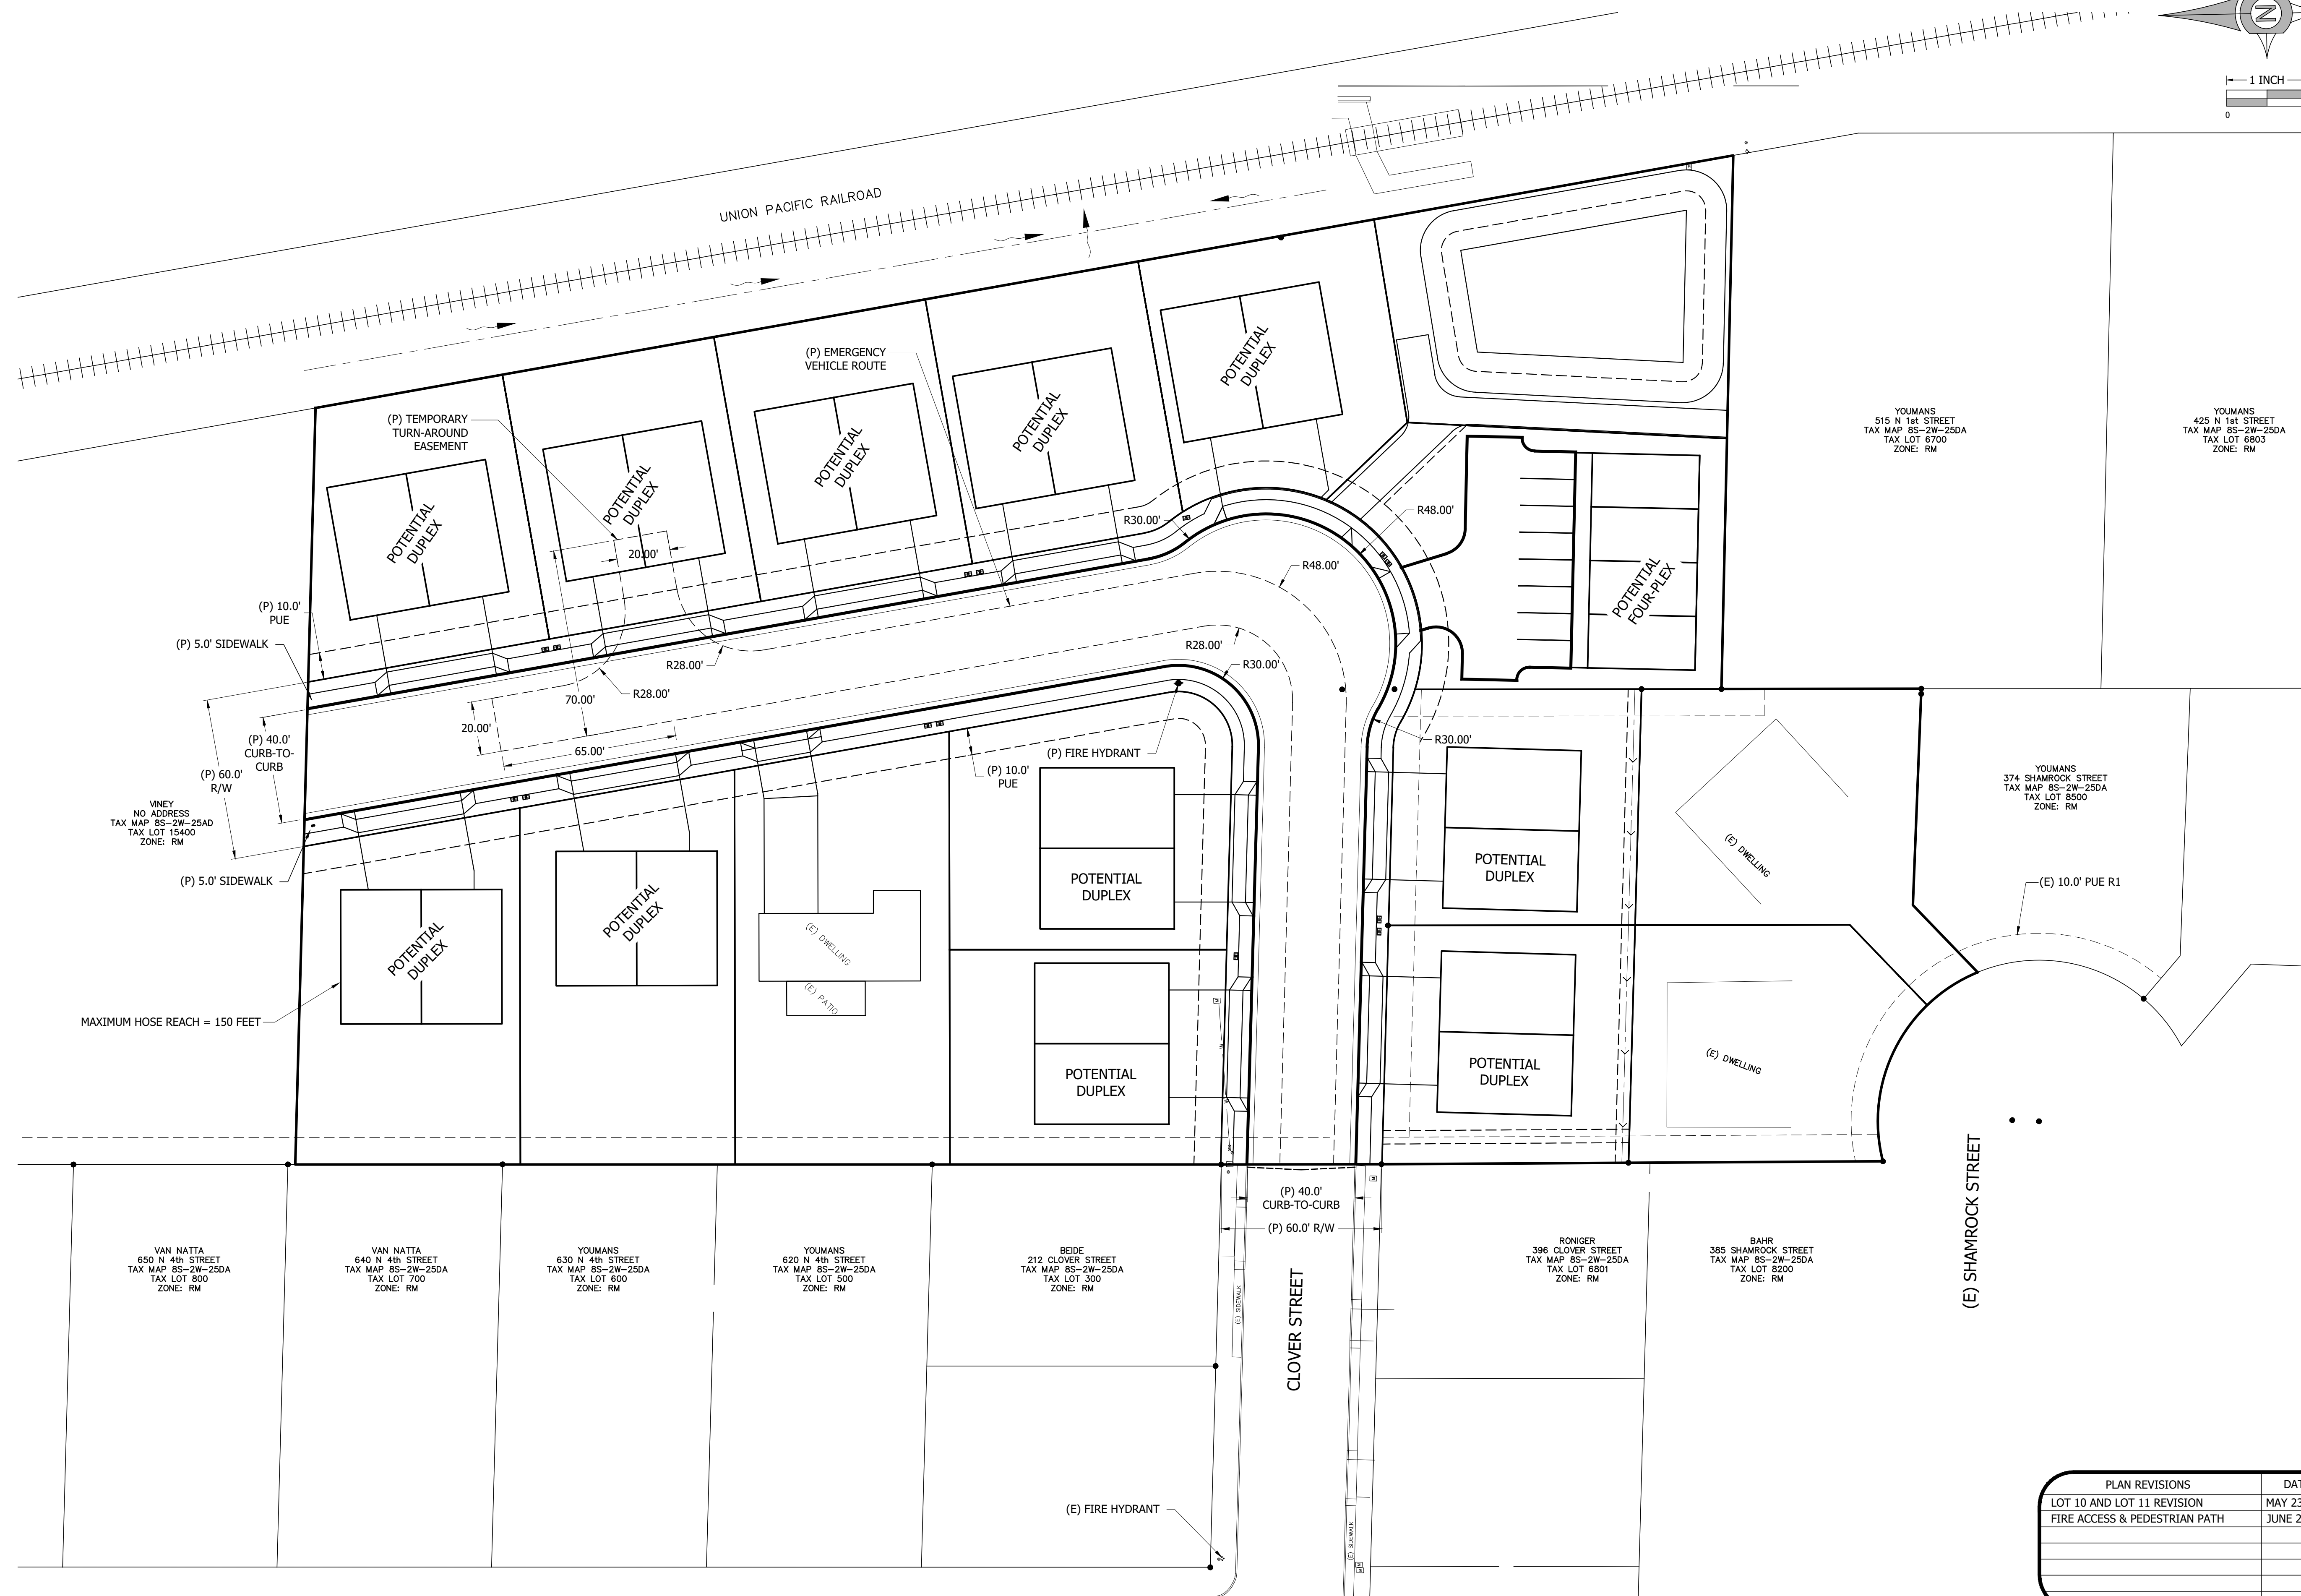 N
1 INCH
0
UNION PACIFIC RAILROAD
(P) EMERGENCY
VEHICLE ROUTE
(P) TEMPORARY
TURN-AROUND
EASEMENT
POTENTIAL
DUPLEX
POTENTIAL
DUPLEX
POTENTIAL
DUPLEX
POTENTIAL
DUPLEX
POTENTIAL
DUPLEX
YOUMANS
515 N 1st STREET
TAX MAP 8S-2W-25DA
TAX LOT 6700
ZONE: RM
YOUMANS
425 N 1st STREET
TAX MAP 8S-2W-25DA
TAX LOT 6803
ZONE: RM
R30.00'
R48.00'
R48.00'
20.00'
POTENTIAL
FOUR-PLEX
(P) 10.0'
PUE
(P) 5.0' SIDEWALK
R28.00'
R28.00'
R28.00'
R30.00'
70.00'
20.00'
65.00'
(P) 40.0'
CURB-TO-
CURB
(P) 60.0'
R/W
(P) FIRE HYDRANT
(P) 10.0'
PUE
R30.00'
VINEY
NO ADDRESS
TAX MAP 8S-2W-25AD
TAX LOT 15400
ZONE: RM
YOUMANS
374 SHAMROCK STREET
TAX MAP 8S-2W-25DA
TAX LOT 8500
ZONE: RM
(P) 5.0' SIDEWALK
POTENTIAL
DUPLEX
POTENTIAL
DUPLEX
(E) DWELLING
(E) PATIO
POTENTIAL
DUPLEX
POTENTIAL
DUPLEX
(E) DWELLING
(E) 10.0' PUE R1
MAXIMUM HOSE REACH = 150 FEET
POTENTIAL
DUPLEX
W
W
POTENTIAL
DUPLEX
(E) DWELLING
(E) SHAMROCK STREET
(P) 40.0'
CURB-TO-CURB
(P) 60.0' R/W
VAN NATTA
650 N 4th STREET
TAX MAP 8S-2W-25DA
TAX LOT 800
ZONE: RM
VAN NATTA
640 N 4th STREET
TAX MAP 8S-2W-25DA
TAX LOT 700
ZONE: RM
YOUMANS
630 N 4th STREET
TAX MAP 8S-2W-25DA
TAX LOT 600
ZONE: RM
YOUMANS
620 N 4th STREET
TAX MAP 8S-2W-25DA
TAX LOT 500
ZONE: RM
BEIDE
212 CLOVER STREET
TAX MAP 8S-2W-25DA
TAX LOT 300
ZONE: RM
RONIGER
396 CLOVER STREET
TAX MAP 8S-2W-25DA
TAX LOT 6801
ZONE: RM
BAHR
385 SHAMROCK STREET
TAX MAP 8S-2W-25DA
TAX LOT 8200
ZONE: RM
(E) SIDEWALK
CLOVER STREET
(E) FIRE HYDRANT
(E) SIDEWALK
PLAN REVISIONS DAT
LOT 10 AND LOT 11 REVISION MAY 23
FIRE ACCESS & PEDESTRIAN PATH JUNE 2